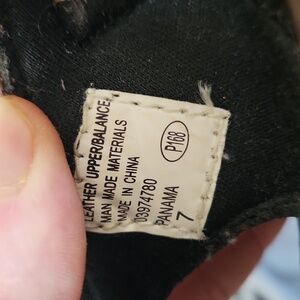 LEATHER UPPER/BALANCE
MAN MADE MATERIALS
MADE IN CHINA
03974780
PANAMA
7
P168